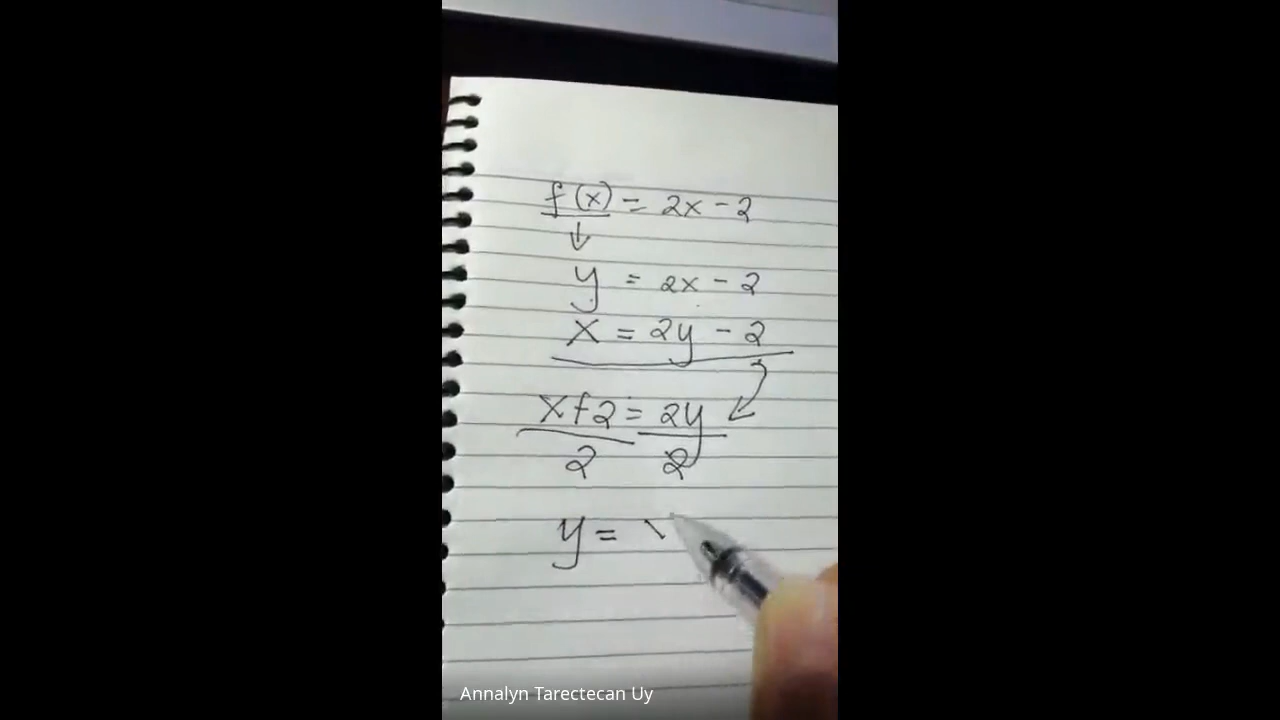 f(x) = 2x - 2
↓
y = 2x - 2
x = 2y - 2
x+2 = 2y
2 2
y =
Annalyn Tarectecan Uy